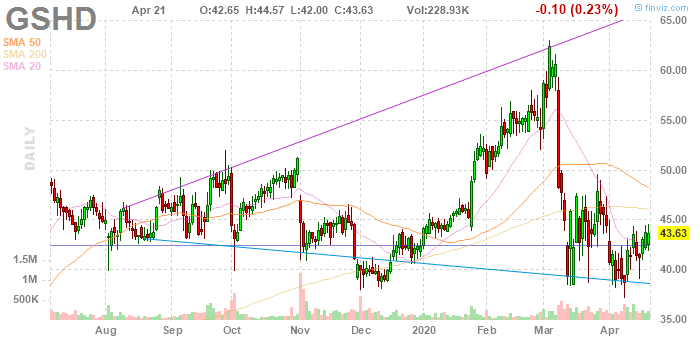 GSHD
Apr 21 O:42.65 H:44.57 L:42.00 C:43.63 Vol:228.93K -0.10 (0.23%)
© finviz.com
SMA 50
SMA 200
SMA 20
DAILY
65.00
60.00
55.00
50.00
45.00
43.63
40.00
35.00
1.5M
1M
500K
Aug Sep Oct Nov Dec 2020 Feb Mar Apr